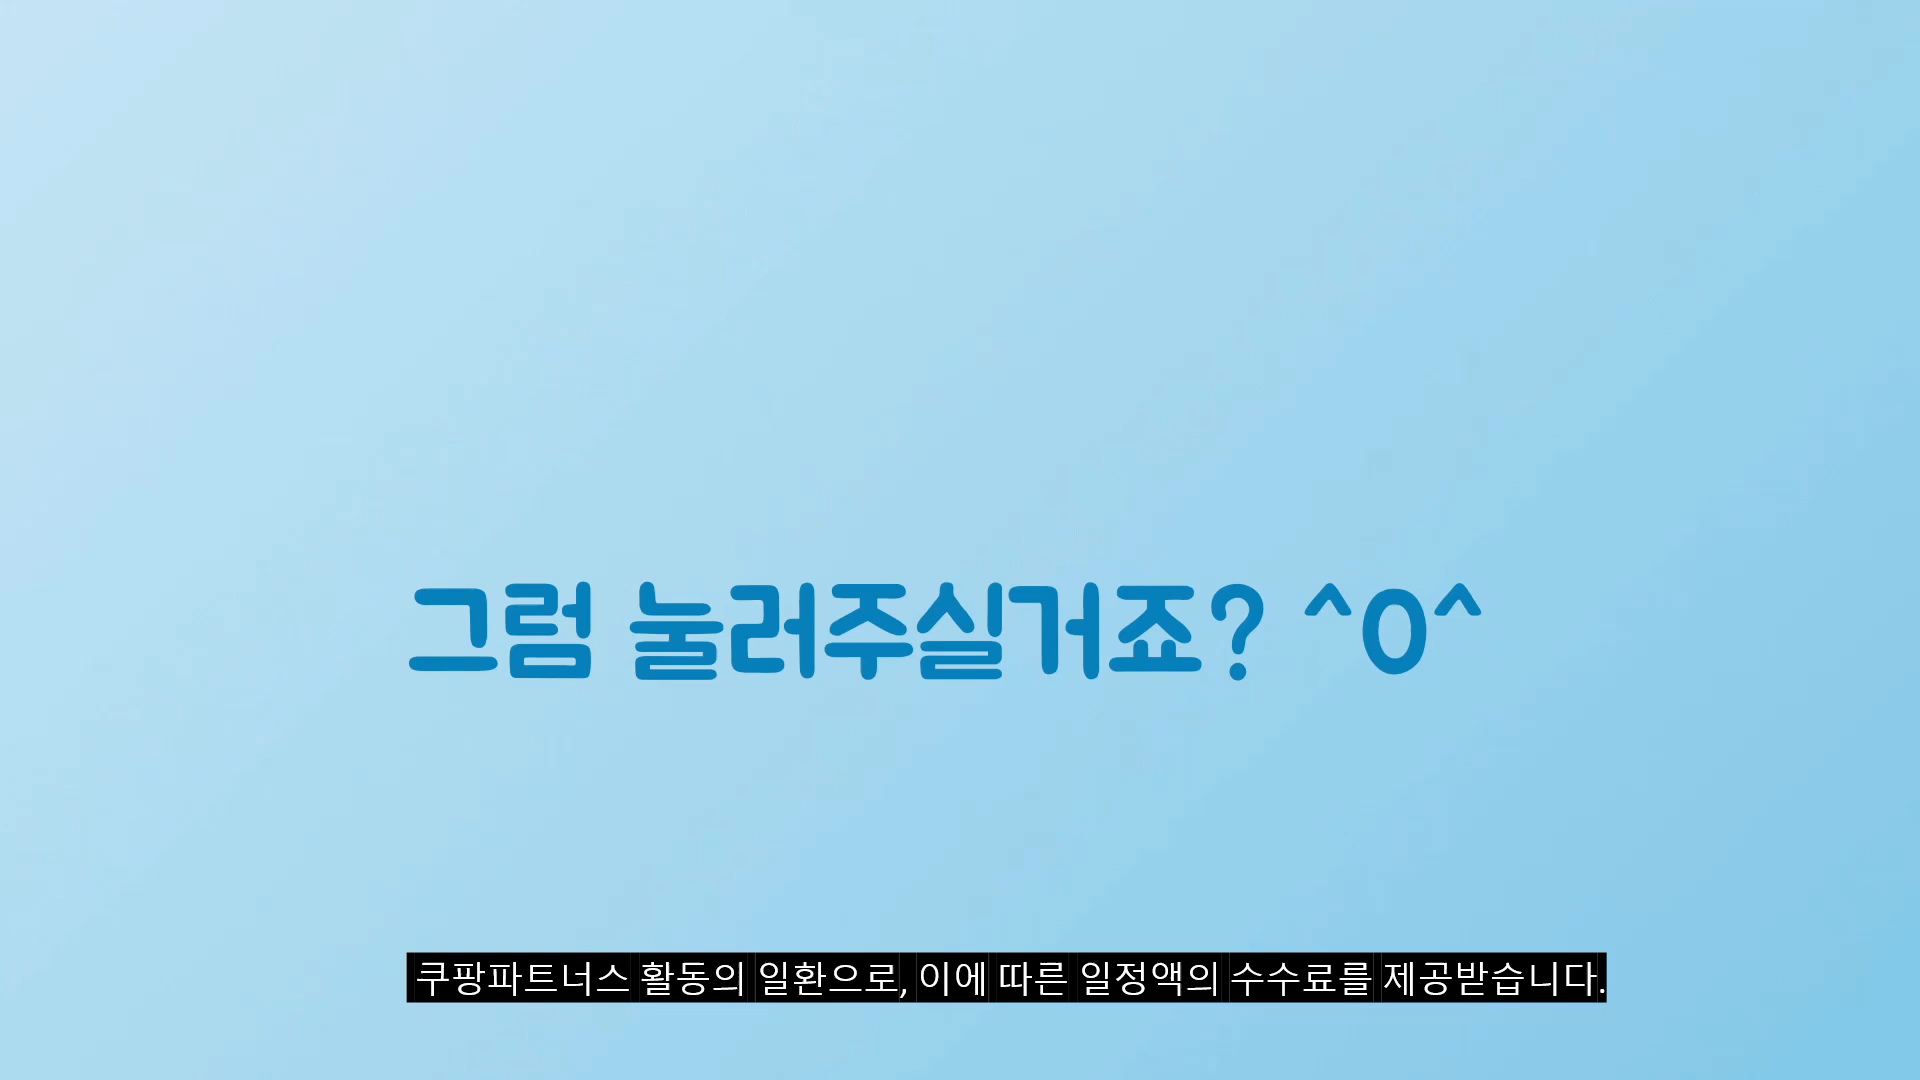 그럼 눌러주실거죠? ^0^
쿠팡파트너스 활동의 일환으로, 이에 따른 일정액의 수수료를 제공받습니다.